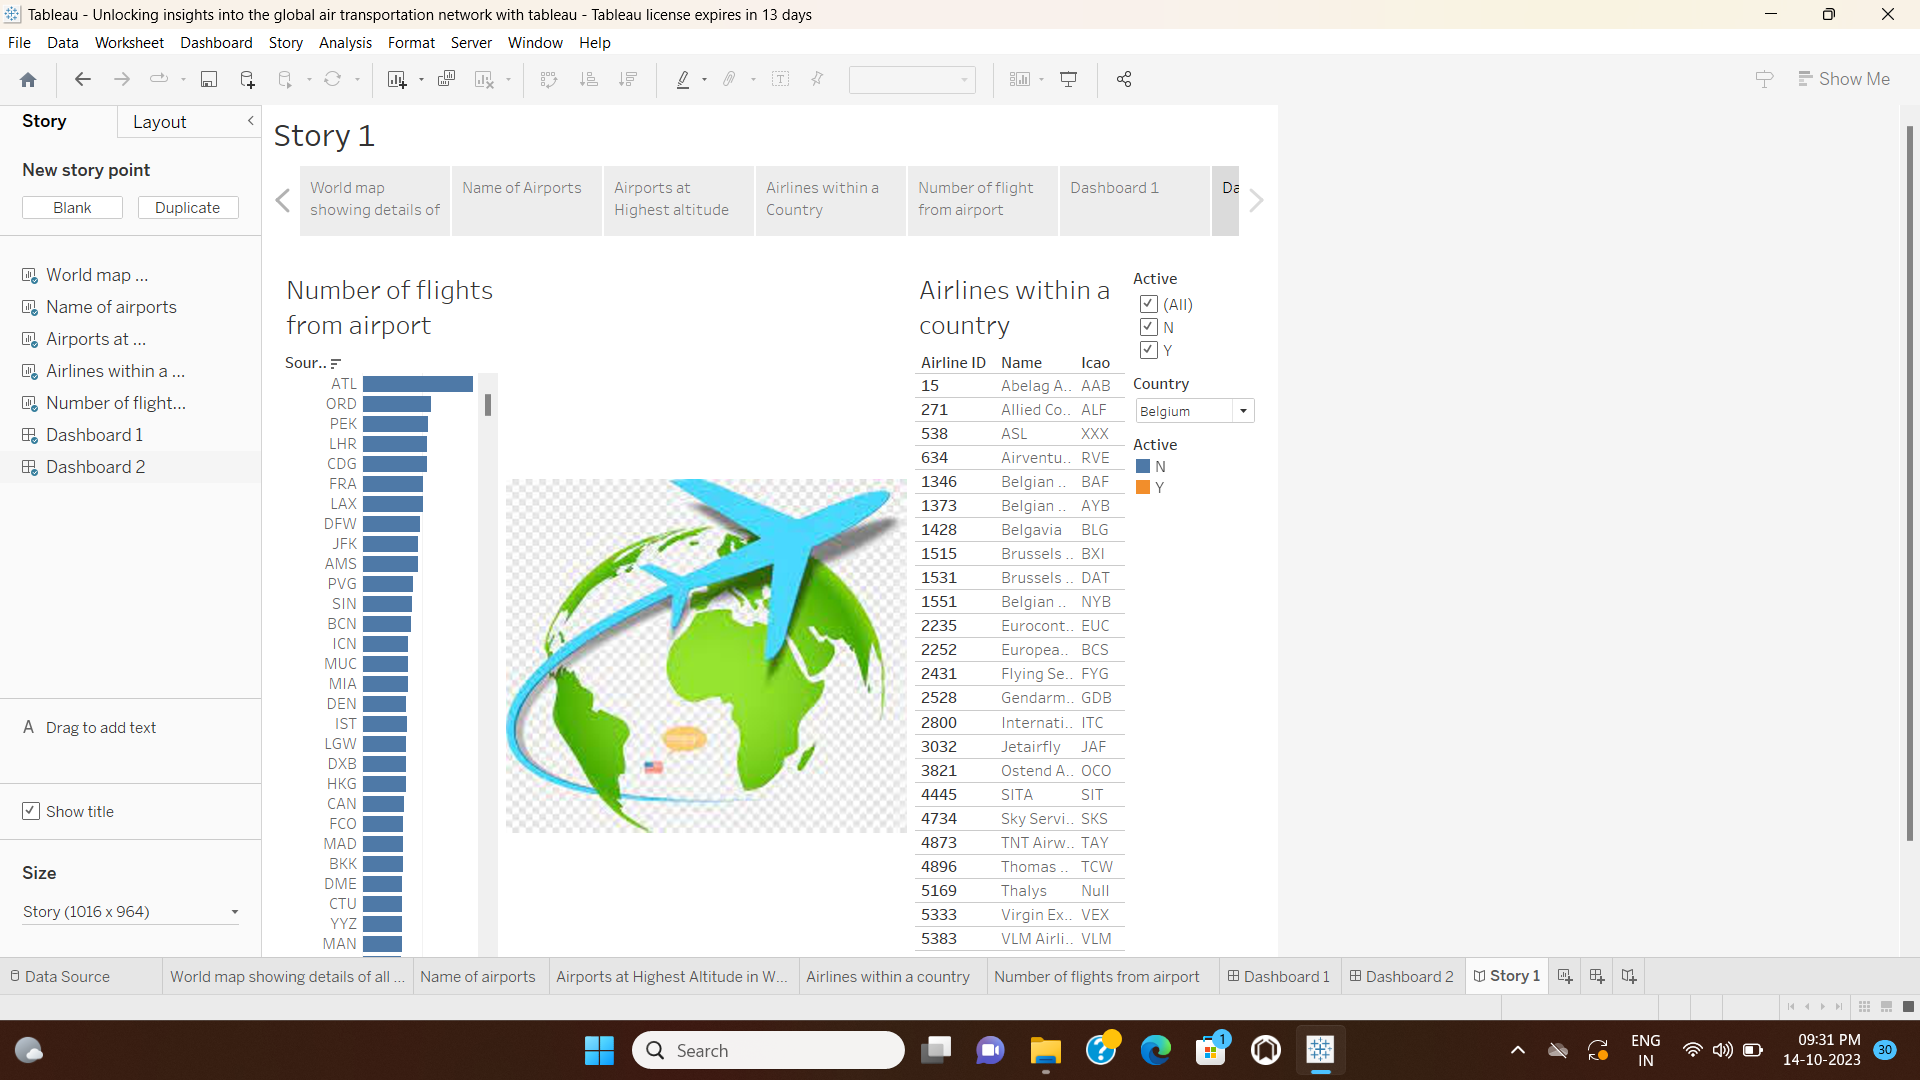 Tableau - Unlocking insights into the global air transportation network with tableau - Tableau license expires in 13 days
File Data Worksheet Dashboard Story Analysis Format Server Window Help
Show Me
Story Layout
New story point
Blank Duplicate
World map ...
Name of airports
Airports at ...
Airlines within a ...
Number of flight...
Dashboard 1
Dashboard 2
A Drag to add text
Show title
Size
Story (1016 x 964)
Story 1
World map showing details of
Name of Airports
Airports at Highest altitude
Airlines within a Country
Number of flight from airport
Dashboard 1
Da
Number of flights
from airport
Sour..
ATL
ORD
PEK
LHR
CDG
FRA
LAX
DFW
JFK
AMS
PVG
SIN
BCN
ICN
MUC
MIA
DEN
IST
LGW
DXB
HKG
CAN
FCO
MAD
BKK
DME
CTU
YYZ
MAN
Airlines within a
country
Airline ID Name Icao
15 Abelag A.. AAB
271 Allied Co.. ALF
538 ASL XXX
634 Airventu.. RVE
1346 Belgian .. BAF
1373 Belgian .. AYB
1428 Belgavia BLG
1515 Brussels .. BXI
1531 Brussels .. DAT
1551 Belgian .. NYB
2235 Eurocont.. EUC
2252 Europea.. BCS
2431 Flying Se.. FYG
2528 Gendarm.. GDB
2800 Internati.. ITC
3032 Jetairfly JAF
3821 Ostend A.. OCO
4445 SITA SIT
4734 Sky Servi.. SKS
4873 TNT Airw.. TAY
4896 Thomas .. TCW
5169 Thalys Null
5333 Virgin Ex.. VEX
5383 VLM Airli.. VLM
Active
(All)
N
Y
Country
Belgium
Active
N
Y
Data Source World map showing details of all ... Name of airports Airports at Highest Altitude in W... Airlines within a country Number of flights from airport Dashboard 1 Dashboard 2 Story 1
Search
1
ENG
IN
09:31 PM
14-10-2023
30